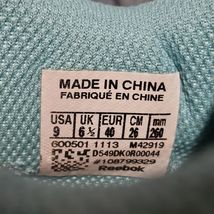 MADE IN CHINA
FABRIQUÉ EN CHINE
USA UK EUR CM mm
9 6½ 40 26 260
600501 1113 M42919
D549DK0R00044
#108799329
Reebok